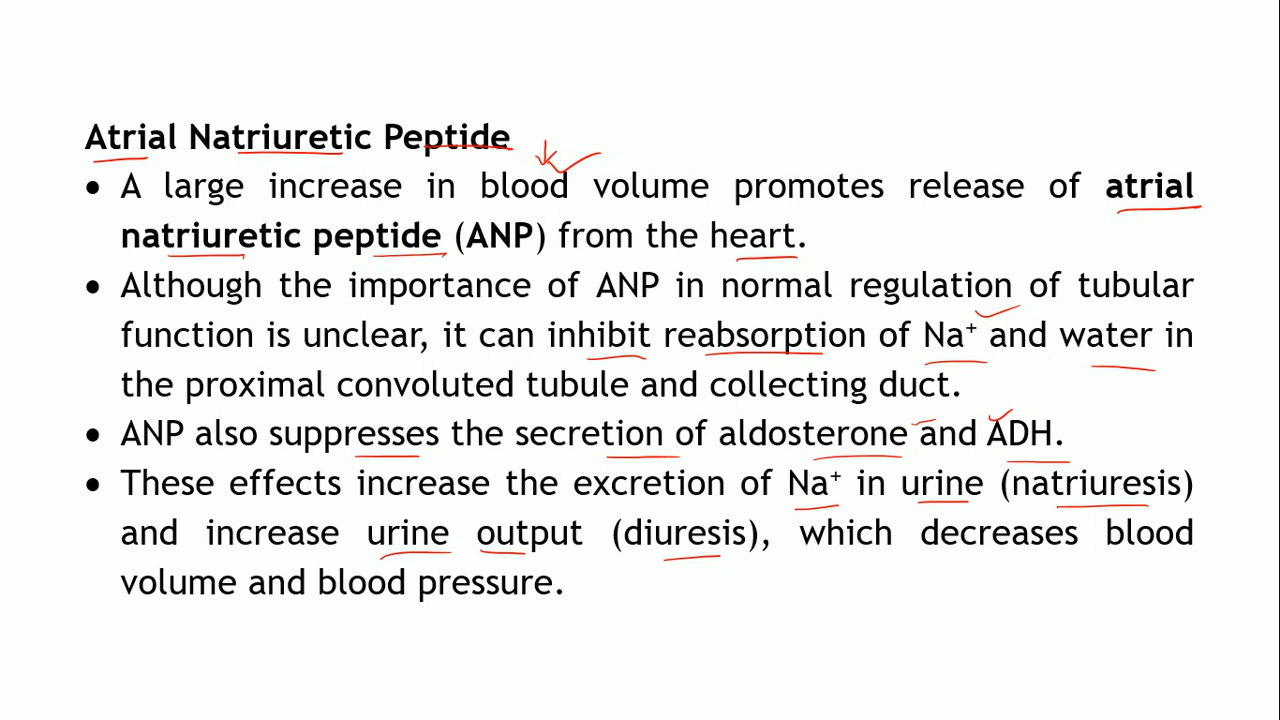 Atrial Natriuretic Peptide
• A large increase in blood volume promotes release of atrial
natriuretic peptide (ANP) from the heart.
• Although the importance of ANP in normal regulation of tubular
function is unclear, it can inhibit reabsorption of Na⁺ and water in
the proximal convoluted tubule and collecting duct.
• ANP also suppresses the secretion of aldosterone and ADH.
• These effects increase the excretion of Na⁺ in urine (natriuresis)
and increase urine output (diuresis), which decreases blood
volume and blood pressure.